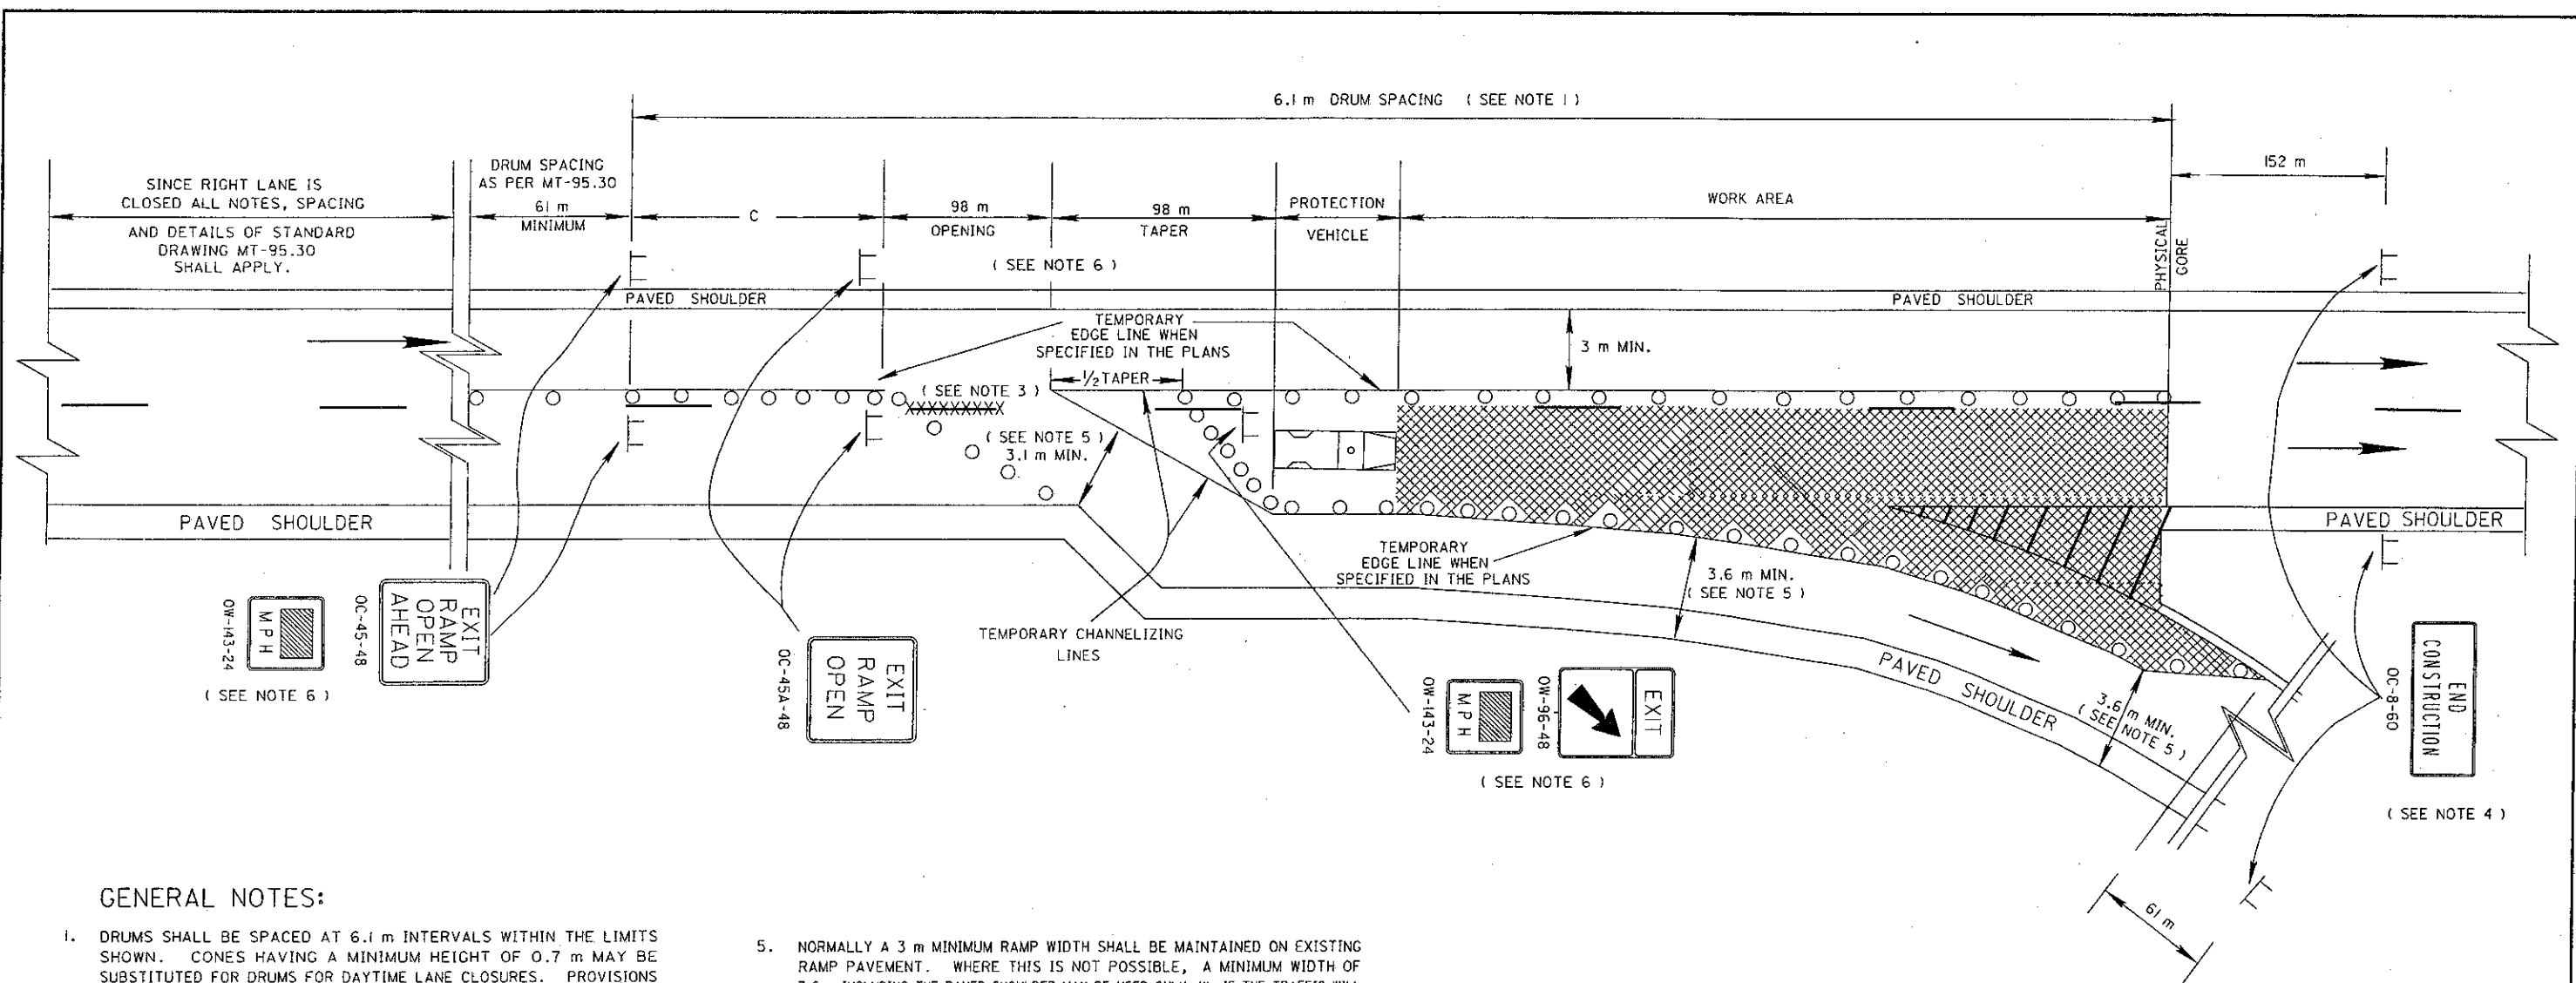 6.1 m DRUM SPACING ( SEE NOTE 1 )
SINCE RIGHT LANE IS
CLOSED ALL NOTES, SPACING
AND DETAILS OF STANDARD
DRAWING MT-95.30
SHALL APPLY.
DRUM SPACING
AS PER MT-95.30
61 m
MINIMUM
C
98 m
OPENING
98 m
TAPER
PROTECTION
VEHICLE
WORK AREA
PHYSICAL
GORE
152 m
( SEE NOTE 6 )
PAVED SHOULDER
PAVED SHOULDER
TEMPORARY
EDGE LINE WHEN
SPECIFIED IN THE PLANS
3 m MIN.
1/2 TAPER
( SEE NOTE 3 )
XXXXXXXXX
( SEE NOTE 5 )
3.1 m MIN.
PAVED SHOULDER
PAVED SHOULDER
TEMPORARY
EDGE LINE WHEN
SPECIFIED IN THE PLANS
3.6 m MIN.
( SEE NOTE 5 )
TEMPORARY CHANNELIZING
LINES
PAVED SHOULDER
3.6 m MIN.
( SEE NOTE 5 )
MPH
OW-143-24
( SEE NOTE 6 )
EXIT
RAMP
OPEN
AHEAD
OC-45-48
EXIT
RAMP
OPEN
OC-45A-48
MPH
OW-143-24
EXIT
OW-96-48
( SEE NOTE 6 )
END
CONSTRUCTION
OC-8-60
( SEE NOTE 4 )
61 m
GENERAL NOTES:
1. DRUMS SHALL BE SPACED AT 6.1 m INTERVALS WITHIN THE LIMITS
SHOWN. CONES HAVING A MINIMUM HEIGHT OF 0.7 m MAY BE
SUBSTITUTED FOR DRUMS FOR DAYTIME LANE CLOSURES. PROVISIONS
5. NORMALLY A 3 m MINIMUM RAMP WIDTH SHALL BE MAINTAINED ON EXISTING
RAMP PAVEMENT. WHERE THIS IS NOT POSSIBLE, A MINIMUM WIDTH OF